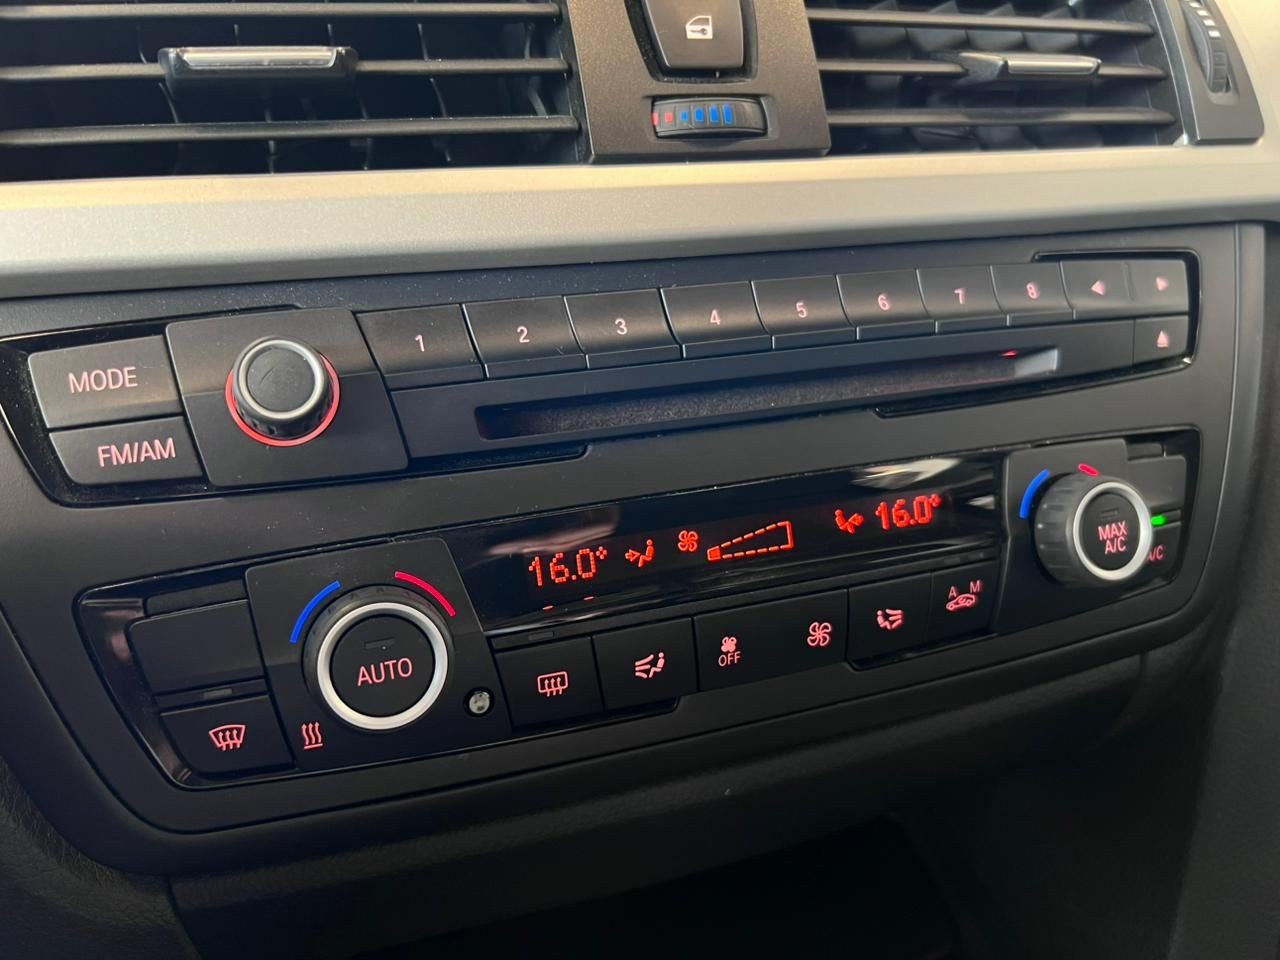 MODE
1 2 3 4 5 6 7 8
FM/AM
16.0°
16.0°
MAX
A/C
A/C
AUTO
OFF
A M